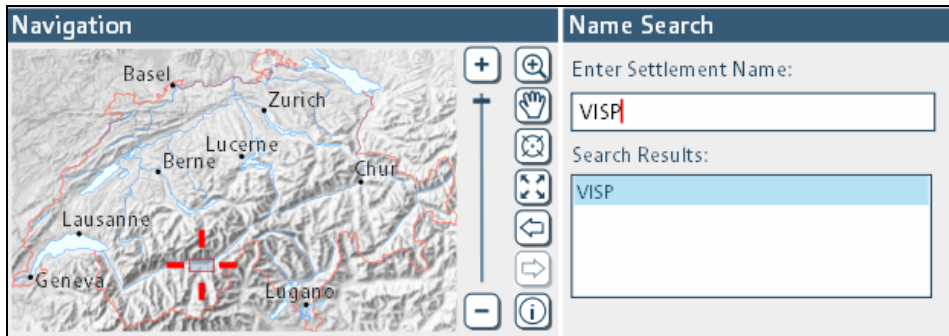 Navigation
Basel
Zurich
Lucerne
Berne
Chur
Lausanne
Geneva
Lugano
+
-
i
Name Search
Enter Settlement Name:
VISP
Search Results:
VISP